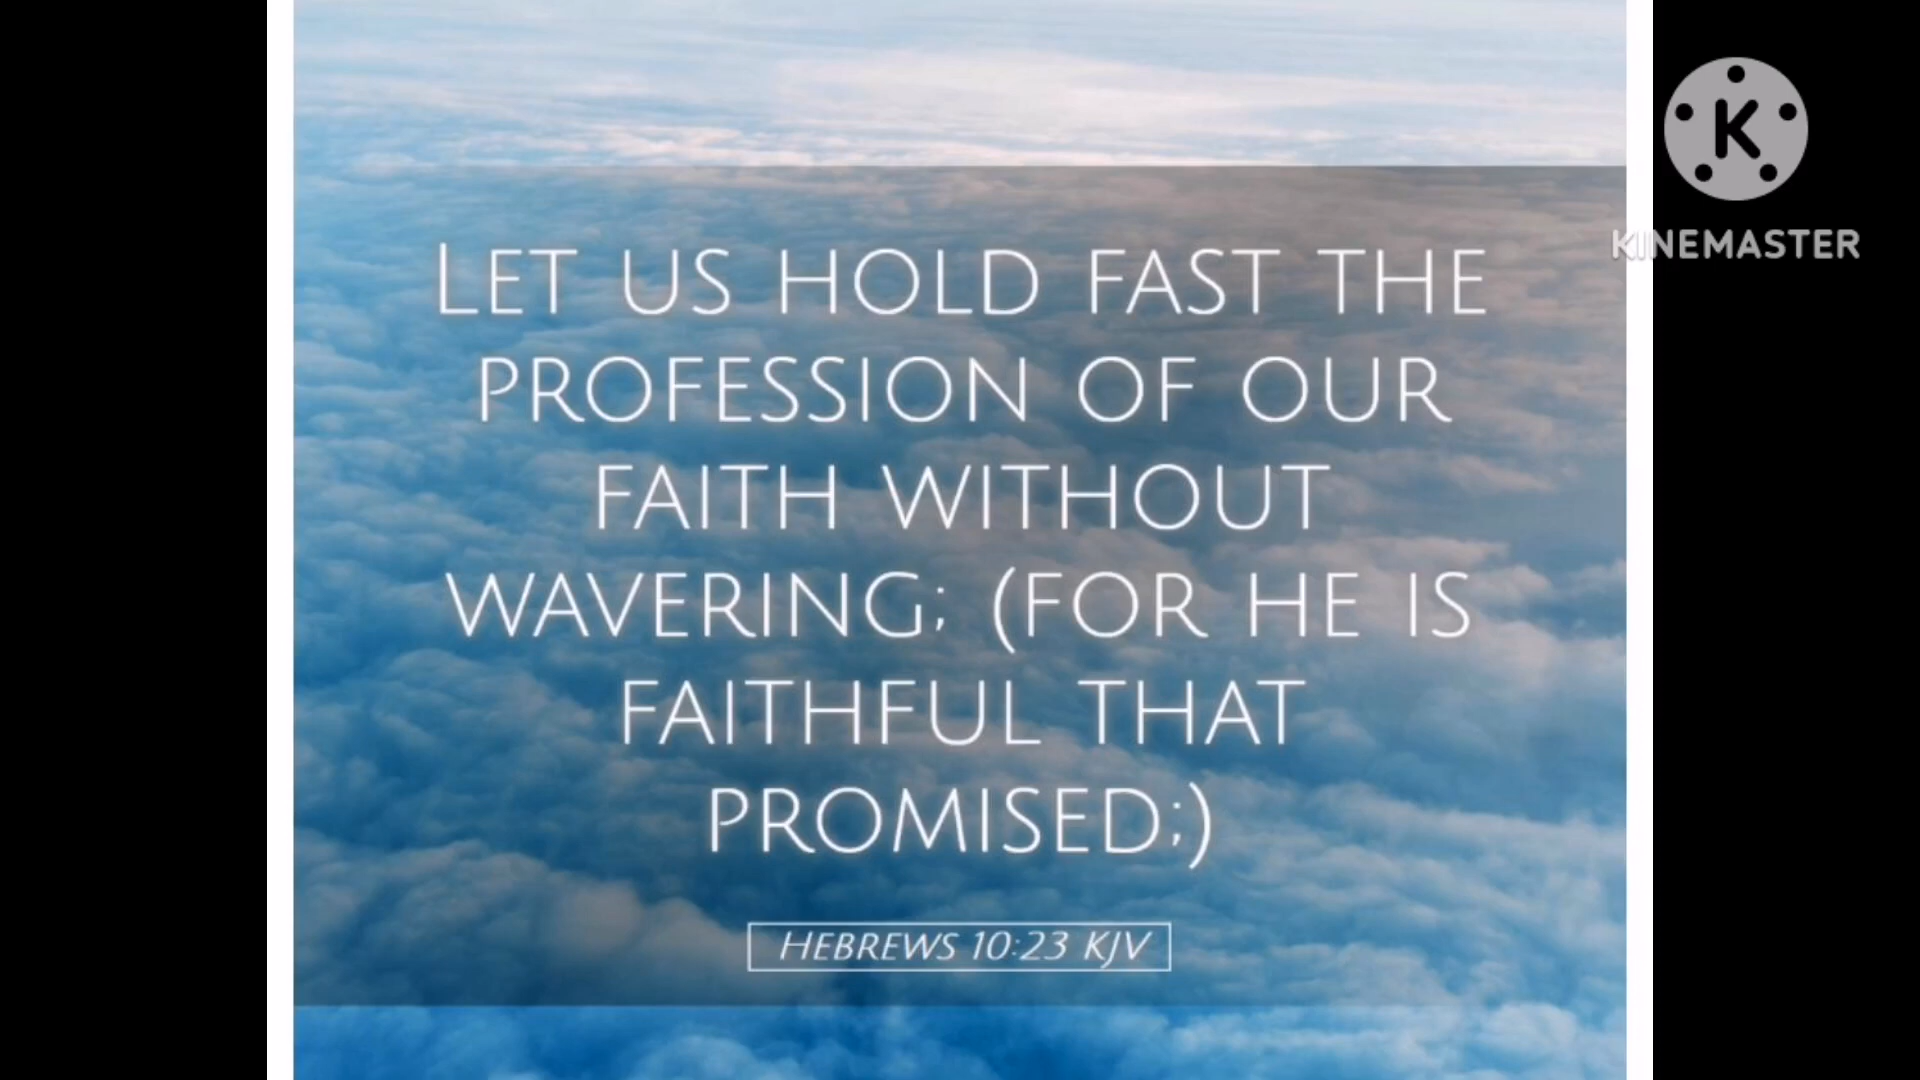 Let us hold fast the
profession of our
faith without
wavering; (for he is
faithful that
promised;)
Hebrews 10:23 KJV
K
KINEMASTER